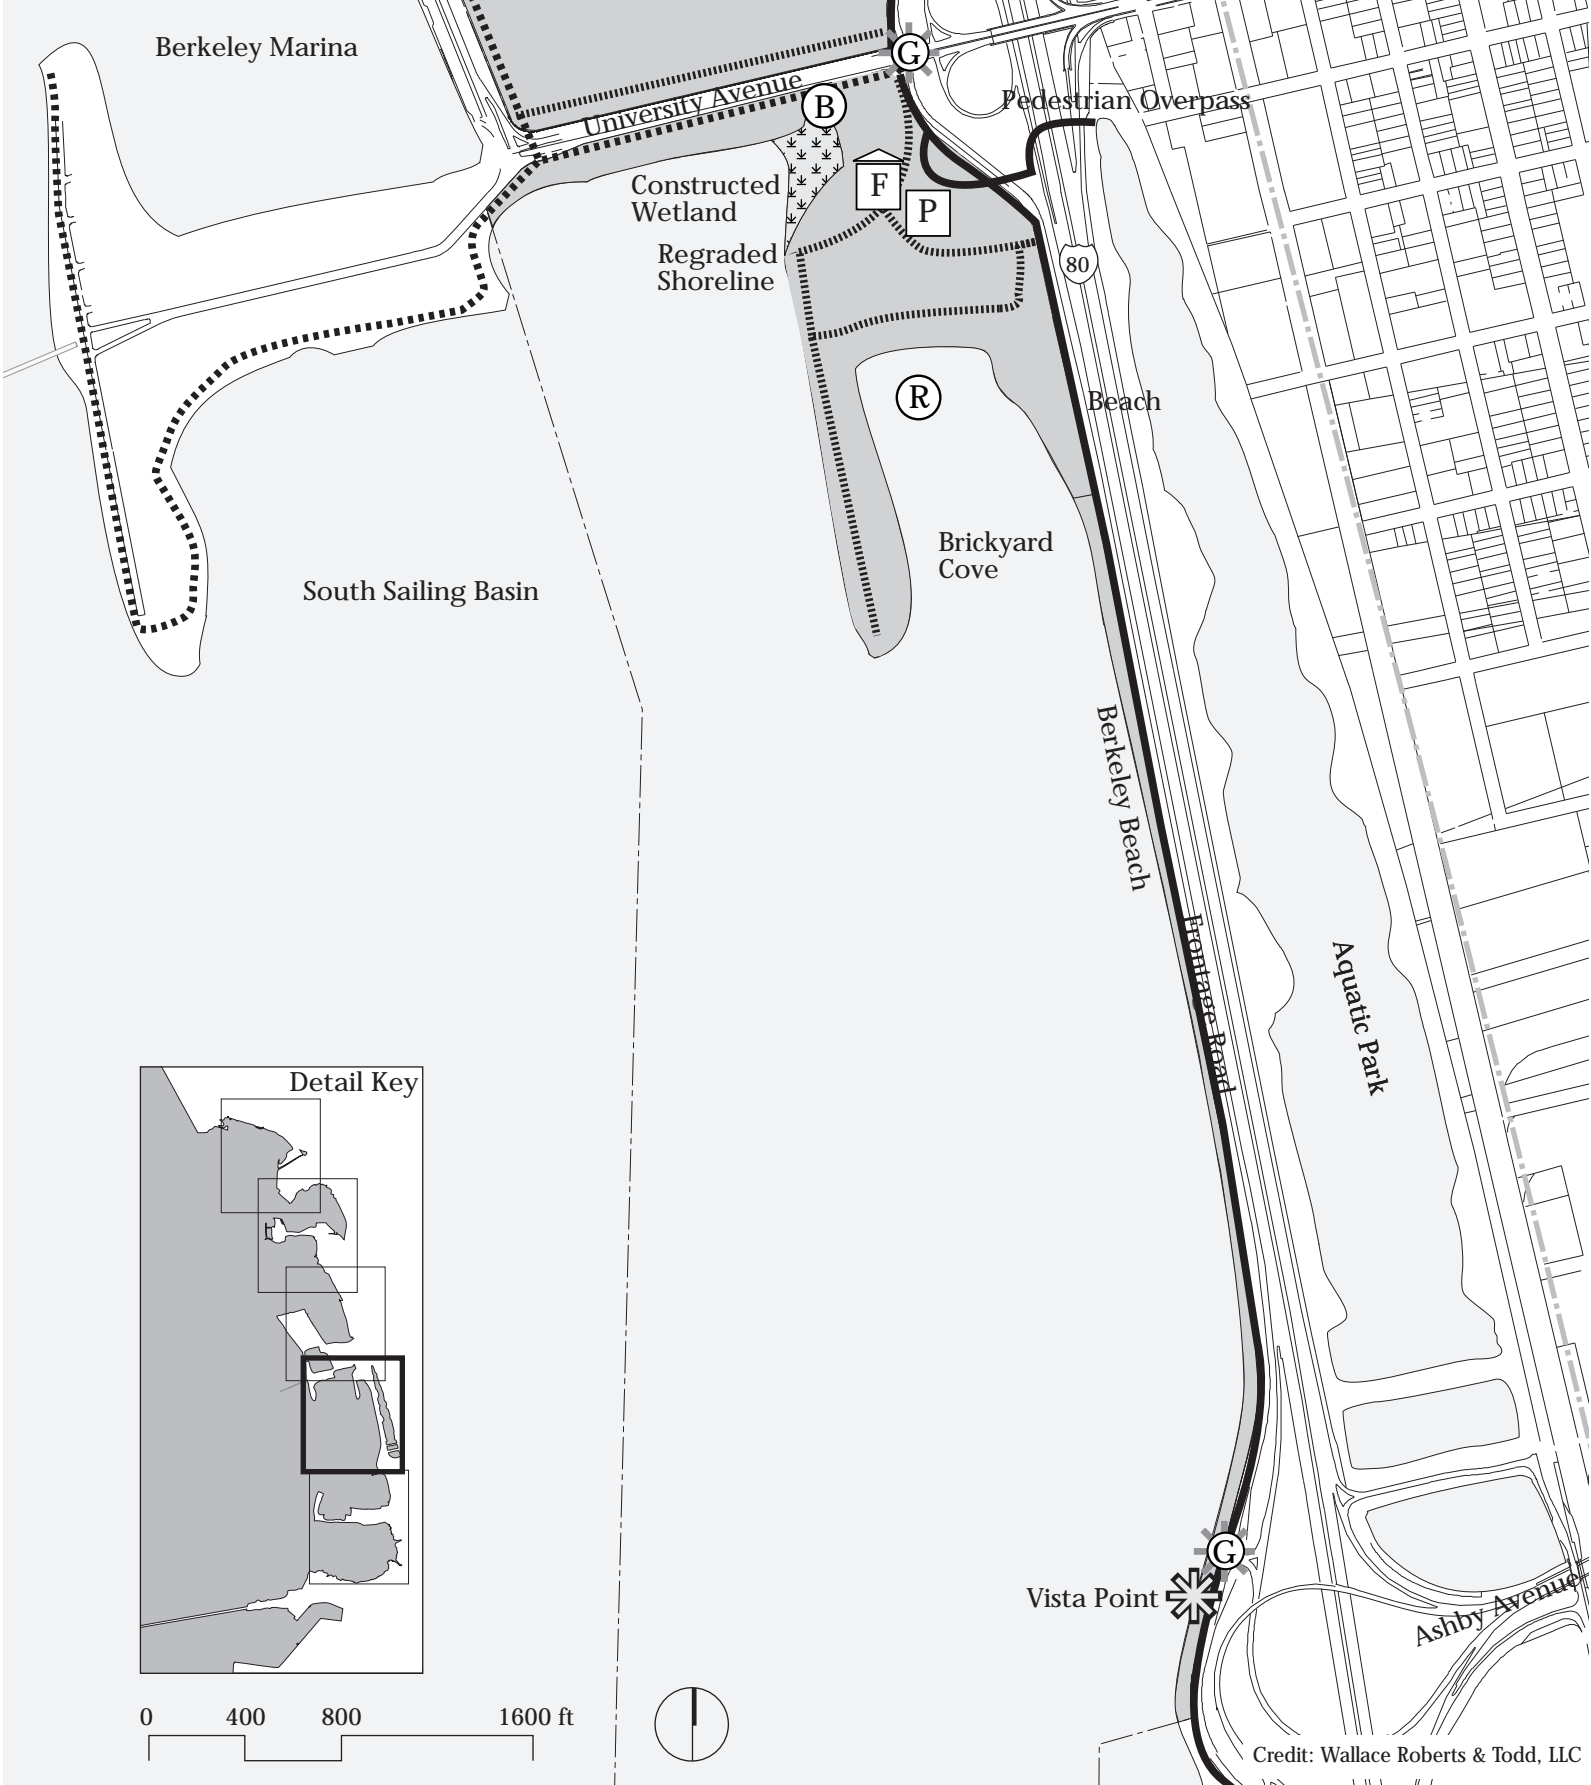 Berkeley Marina
G
Pedestrian Overpass
University Avenue
B
Constructed
Wetland
F
P
Regraded
Shoreline
80
R
Beach
Brickyard
Cove
South Sailing Basin
Berkeley Beach
Frontage Road
Aquatic Park
Detail Key
G
Vista Point
Ashby Avenue
0 400 800 1600 ft
Credit: Wallace Roberts & Todd, LLC